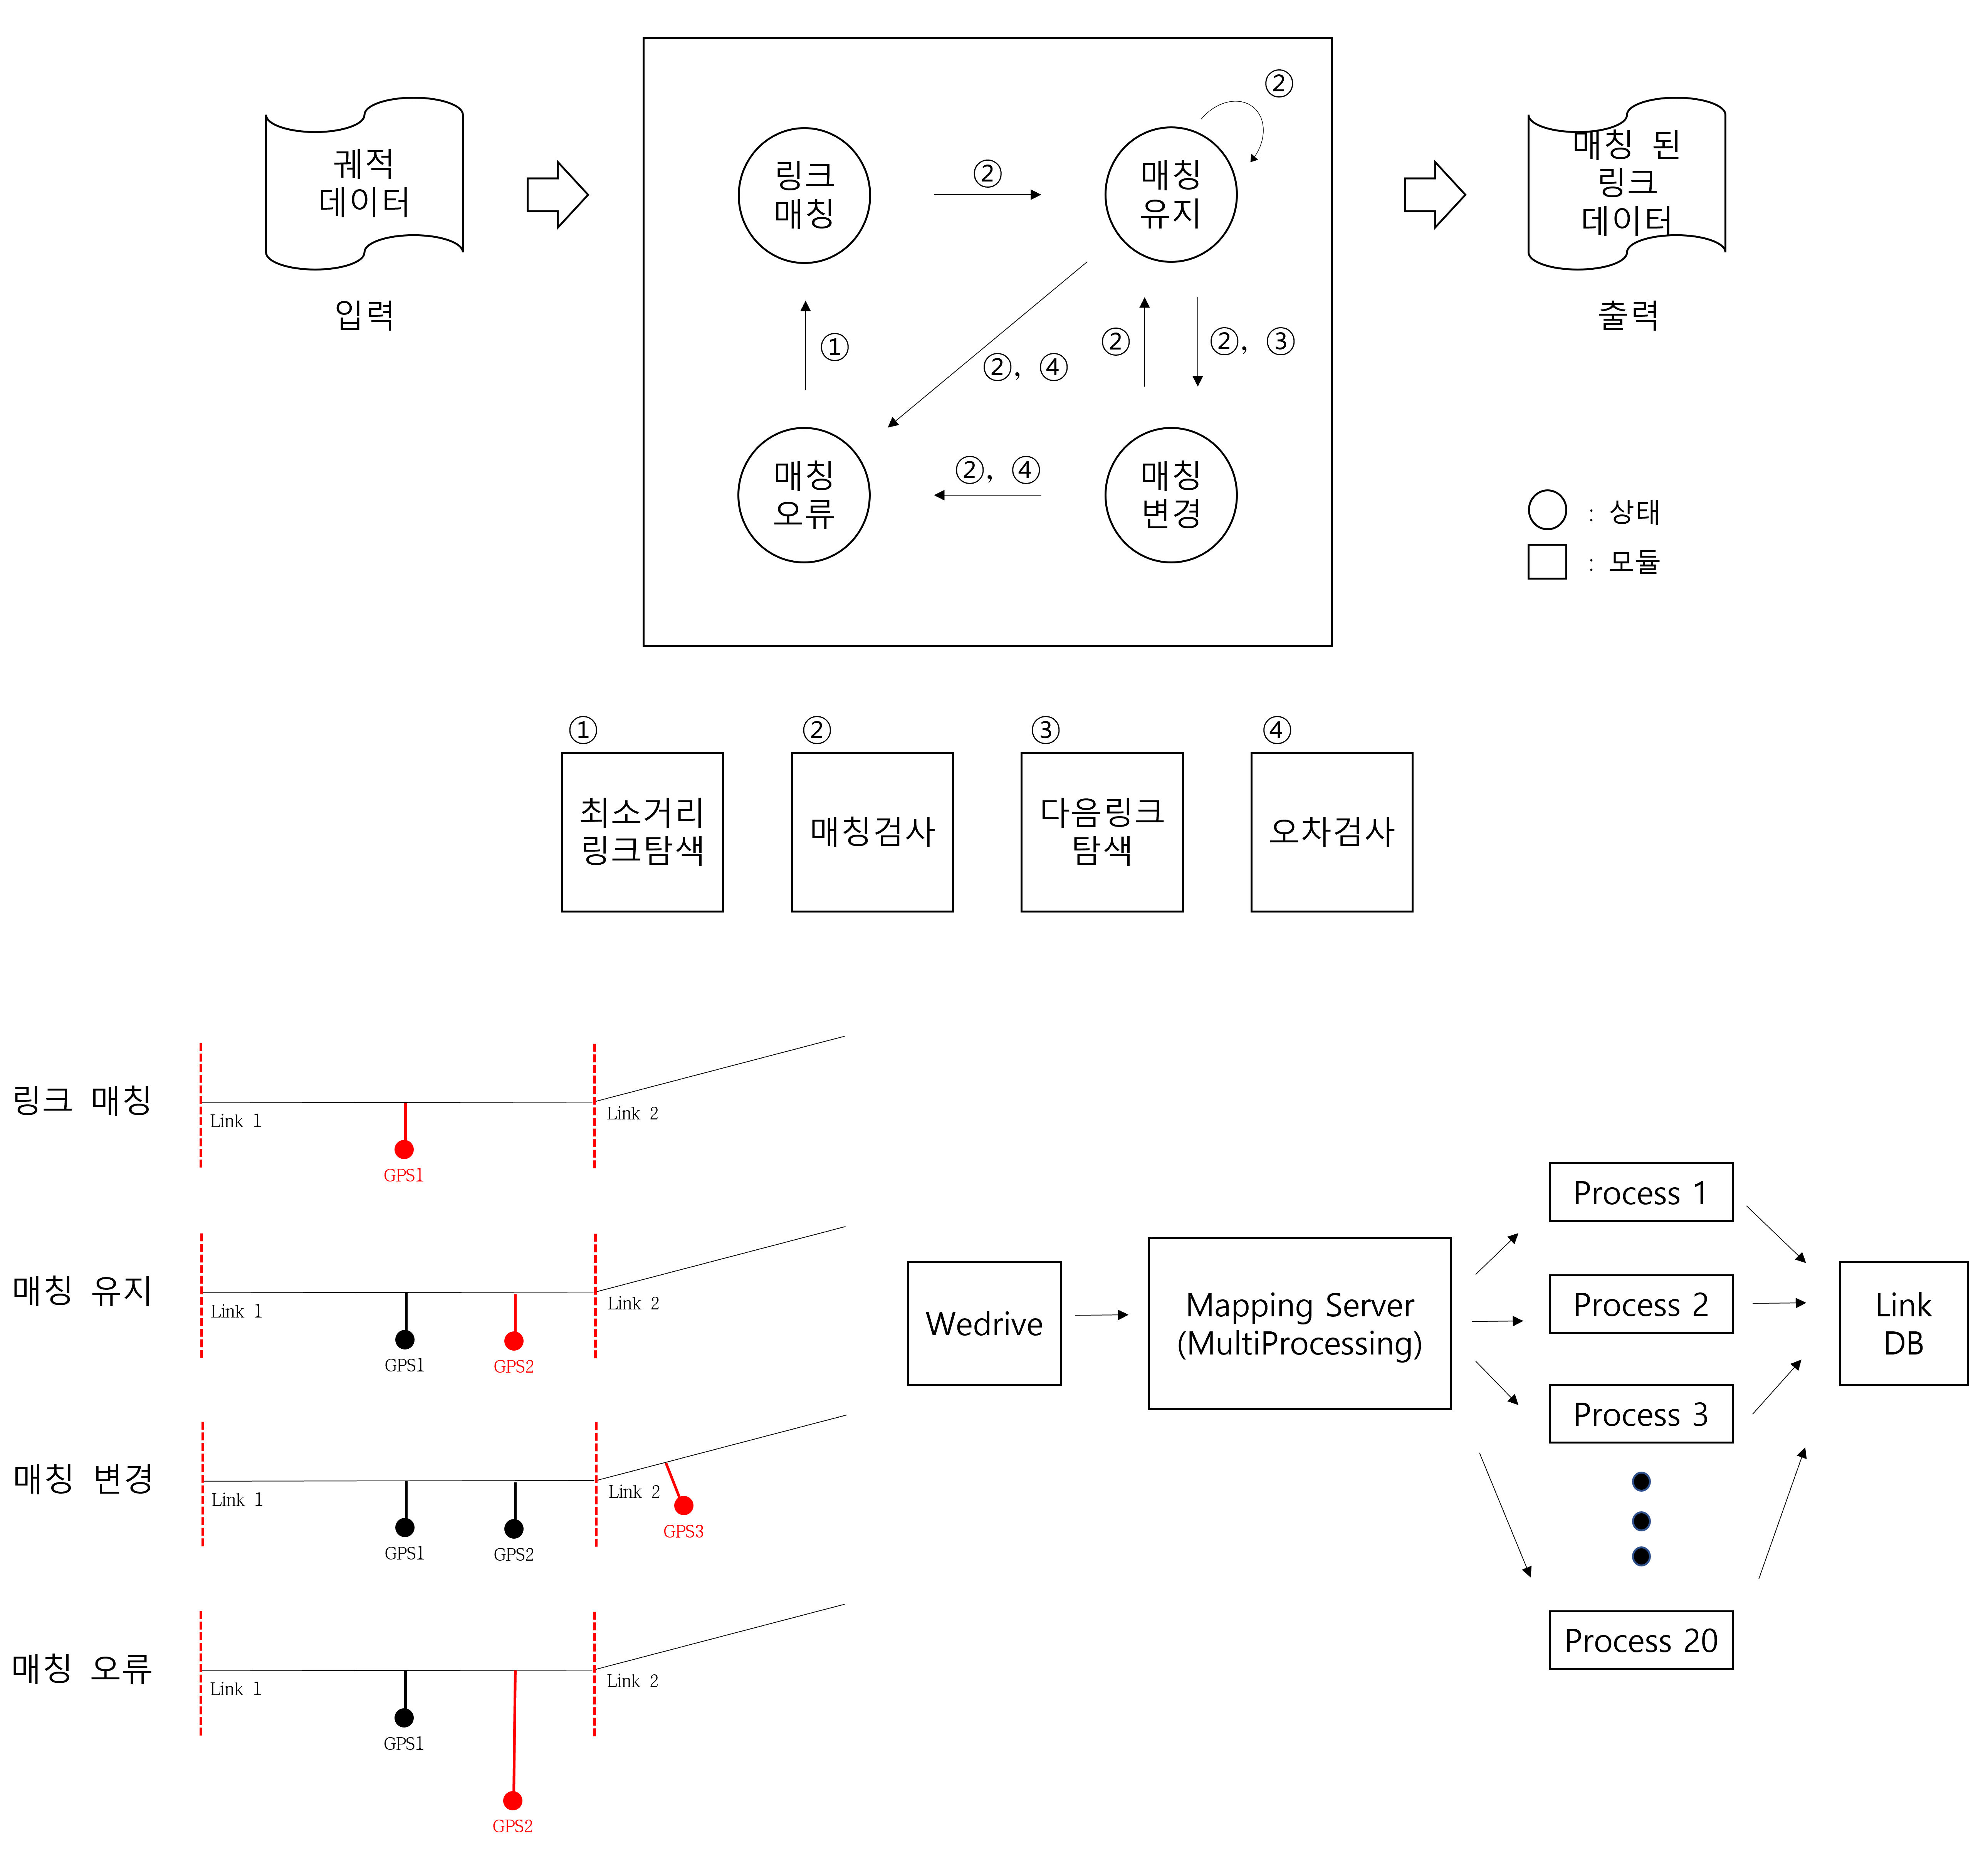 궤적
데이터
입력
링크
매칭
②
매칭
유지
②
①
②, ④
②
②, ③
매칭
오류
②, ④
매칭
변경
매칭 된
링크
데이터
출력
: 상태
: 모듈
①
최소거리
링크탐색
②
매칭검사
③
다음링크
탐색
④
오차검사
링크 매칭
Link 1
Link 2
GPS1
매칭 유지
Link 1
Link 2
GPS1
GPS2
매칭 변경
Link 1
Link 2
GPS1
GPS2
GPS3
매칭 오류
Link 1
Link 2
GPS1
GPS2
Wedrive
Mapping Server
(MultiProcessing)
Process 1
Process 2
Process 3
Process 20
Link
DB